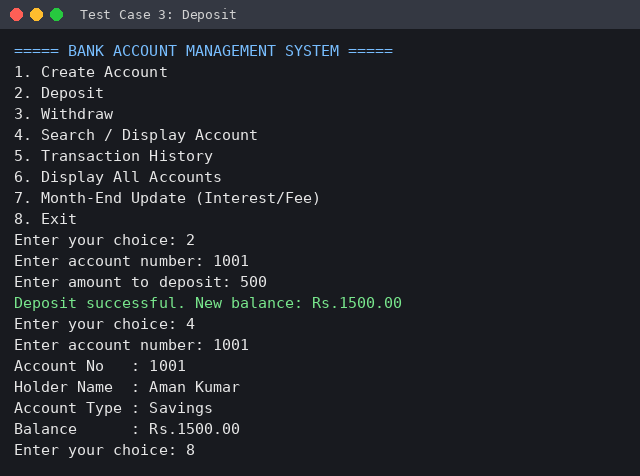 Test Case 3: Deposit
===== BANK ACCOUNT MANAGEMENT SYSTEM =====
1. Create Account
2. Deposit
3. Withdraw
4. Search / Display Account
5. Transaction History
6. Display All Accounts
7. Month-End Update (Interest/Fee)
8. Exit
Enter your choice: 2
Enter account number: 1001
Enter amount to deposit: 500
Deposit successful. New balance: Rs.1500.00
Enter your choice: 4
Enter account number: 1001
Account No   : 1001
Holder Name  : Aman Kumar
Account Type : Savings
Balance      : Rs.1500.00
Enter your choice: 8